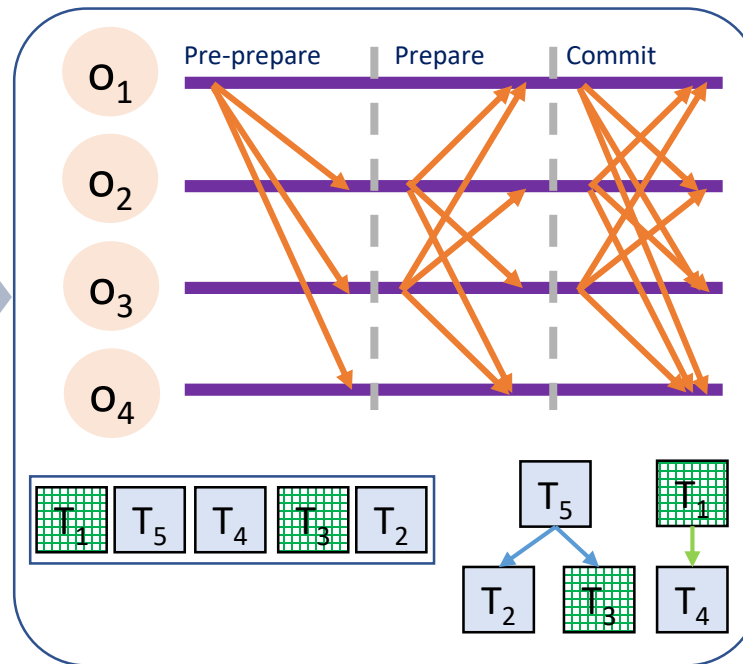 Pre-prepare Prepare Commit
O₁
O₂
O₃
O₄
T₁ T₅ T₄ T₃ T₂
T₅ T₁
T₂ T₃ T₄